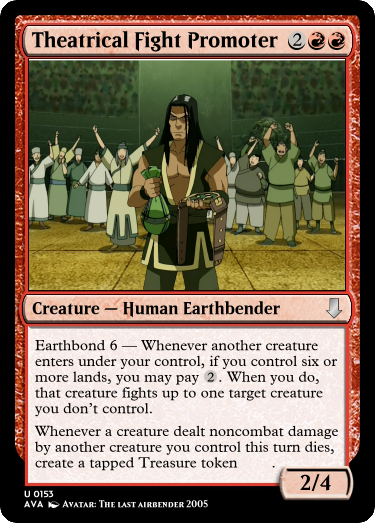 Theatrical Fight Promoter 2
Creature — Human Earthbender
Earthbond 6 — Whenever another creature
enters under your control, if you control six or
more lands, you may pay 2. When you do,
that creature fights up to one target creature
you don't control.
Whenever a creature dealt noncombat damage
by another creature you control this turn dies,
create a tapped Treasure token .
2/4
U 0153
AVA Avatar: The last airbender 2005